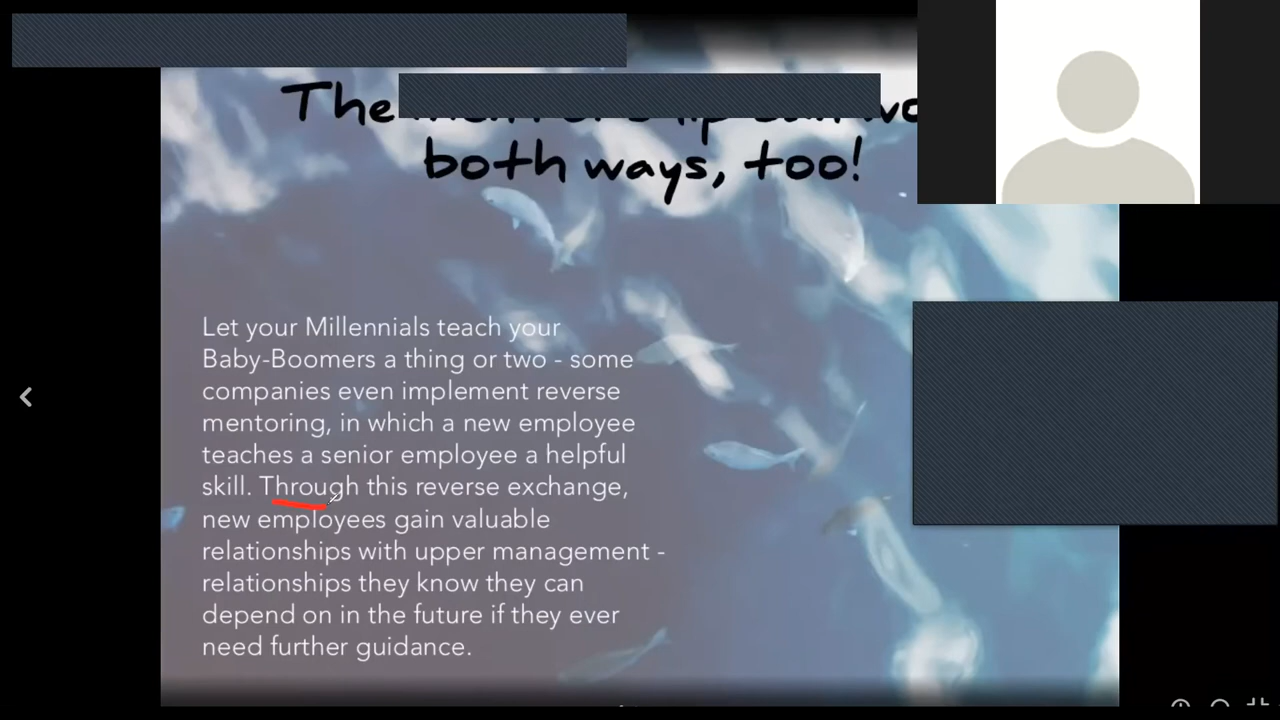 The
both ways, too!
Let your Millennials teach your
Baby-Boomers a thing or two - some
companies even implement reverse
mentoring, in which a new employee
teaches a senior employee a helpful
skill. Through this reverse exchange,
new employees gain valuable
relationships with upper management -
relationships they know they can
depend on in the future if they ever
need further guidance.